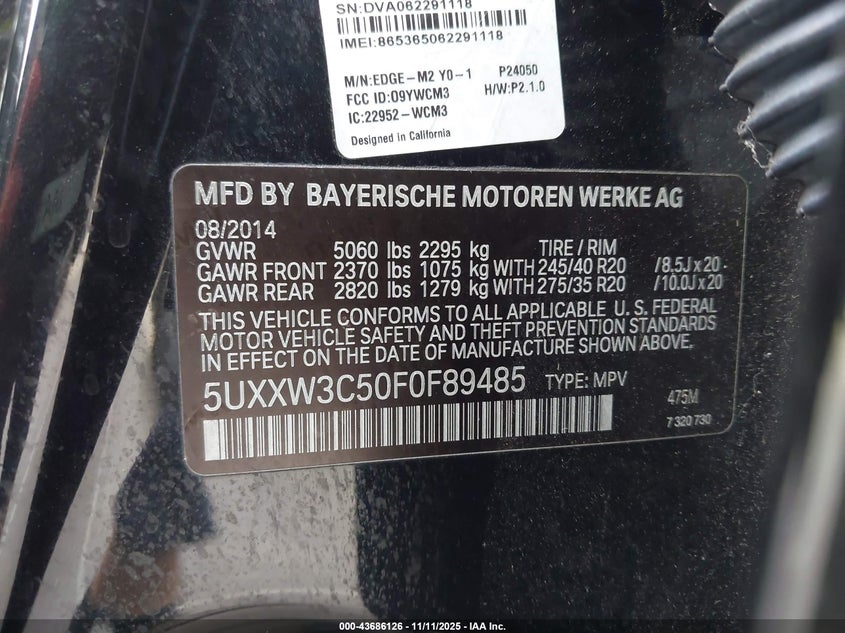 SN:DVA062291118
IMEI:865365062291118
M/N:EDGE-M2 Y0-1 P24050
FCC ID:O9YWCM3 H/W:P2.1.0
IC:22952-WCM3
Designed in California
MFD BY BAYERISCHE MOTOREN WERKE AG
08/2014
GVWR 5060 lbs 2295 kg TIRE / RIM
GAWR FRONT 2370 lbs 1075 kg WITH 245/40 R20 /8.5J x 20
GAWR REAR 2820 lbs 1279 kg WITH 275/35 R20 /10.0J x 20
THIS VEHICLE CONFORMS TO ALL APPLICABLE U. S. FEDERAL
MOTOR VEHICLE SAFETY AND THEFT PREVENTION STANDARDS
IN EFFECT ON THE DATE OF MANUFACTURE SHOWN ABOVE.
5UXXW3C50F0F89485 TYPE: MPV
475M
7 320 730
000-43686126 - 11/11/2025 - IAA Inc.